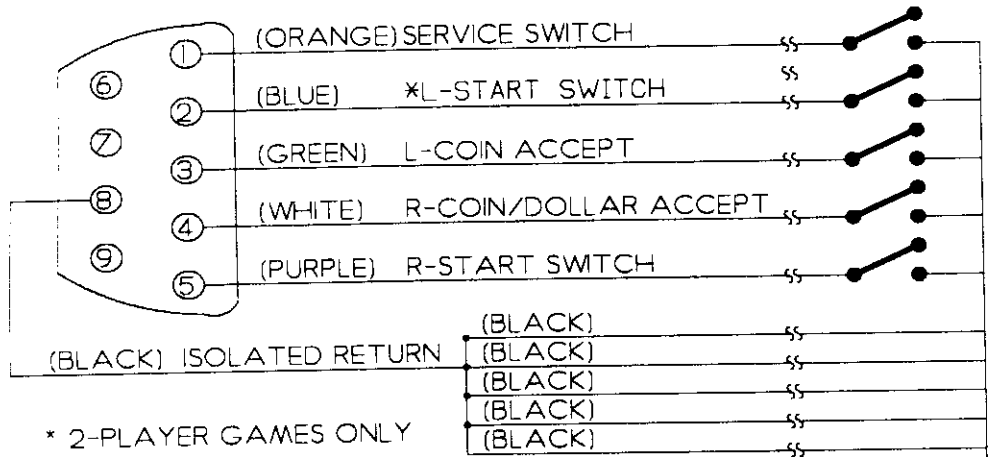 ① (ORANGE) SERVICE SWITCH
⑥
② (BLUE) *L-START SWITCH
⑦
③ (GREEN) L-COIN ACCEPT
⑧
④ (WHITE) R-COIN/DOLLAR ACCEPT
⑨
⑤ (PURPLE) R-START SWITCH
(BLACK)
(BLACK) ISOLATED RETURN (BLACK)
(BLACK)
(BLACK)
* 2-PLAYER GAMES ONLY (BLACK)